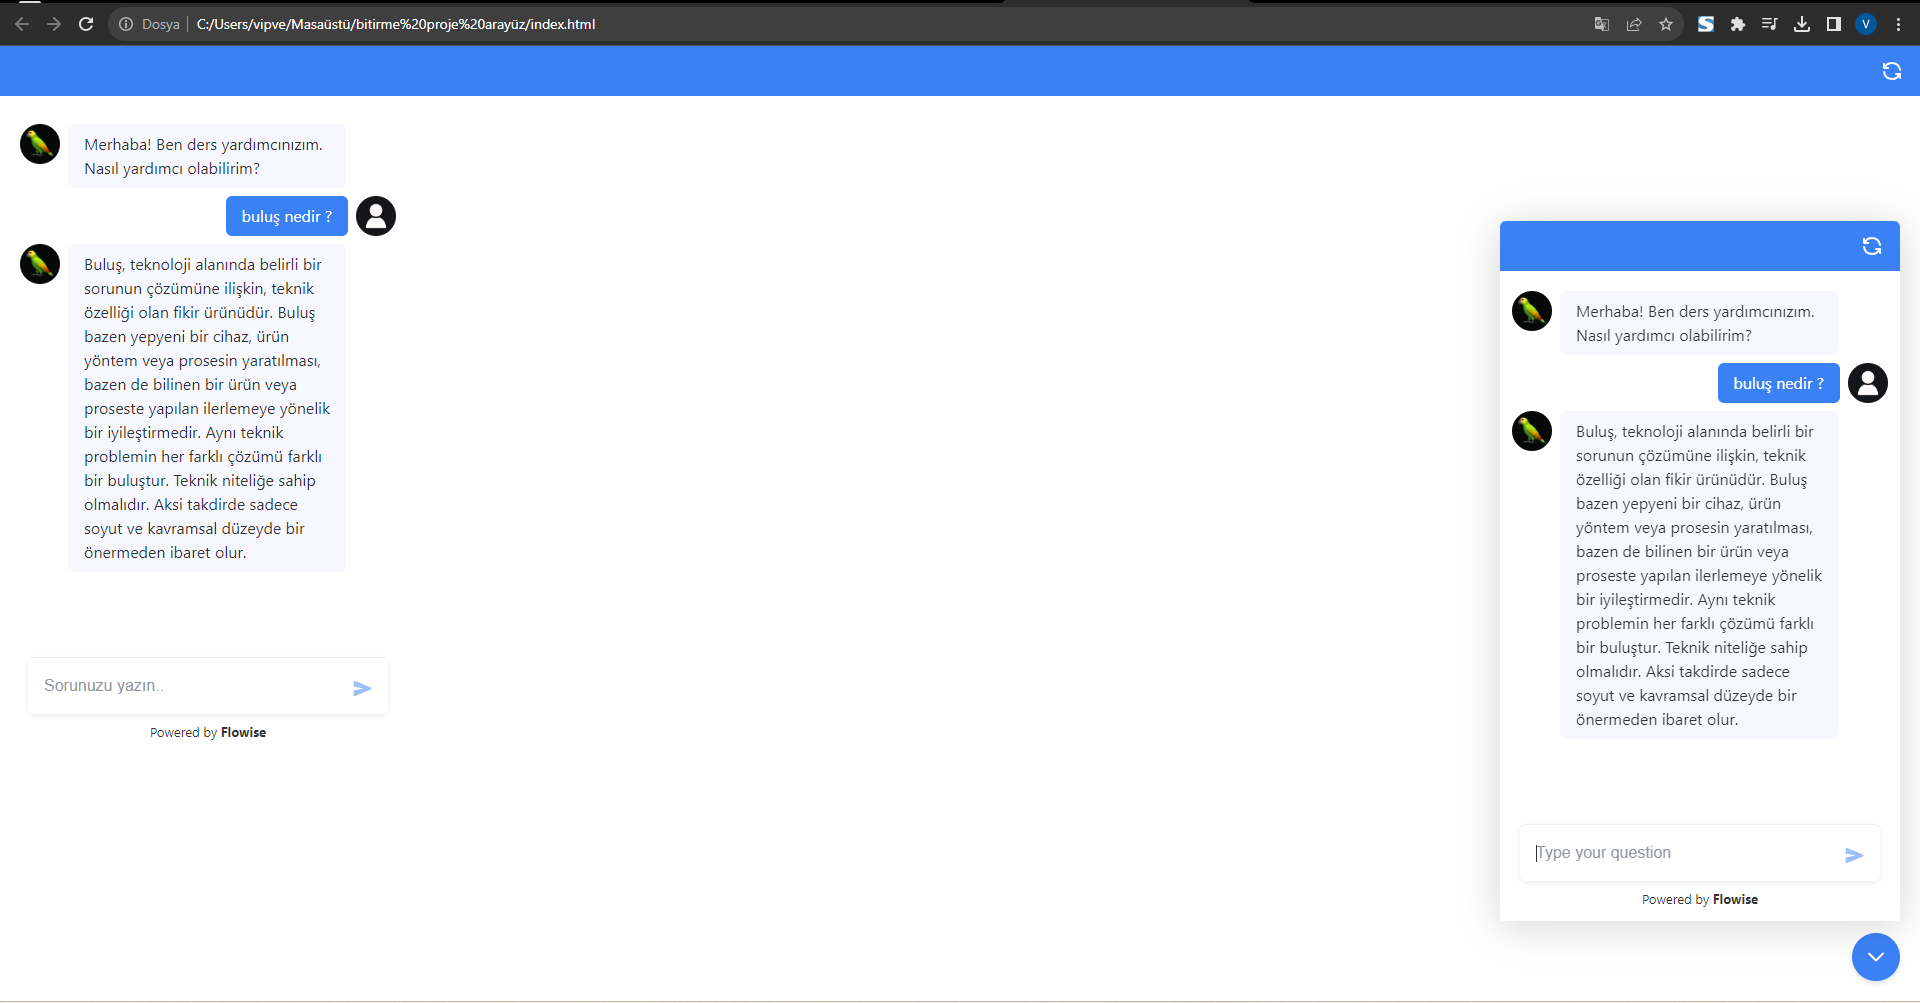 Dosya
C:/Users/vipve/Masaüstü/bitirme%20proje%20arayüz/index.html
V
Merhaba! Ben ders yardımcınızım.
Nasıl yardımcı olabilirim?
buluş nedir ?
Buluş, teknoloji alanında belirli bir
sorunun çözümüne ilişkin, teknik
özelliği olan fikir ürünüdür. Buluş
bazen yepyeni bir cihaz, ürün
yöntem veya prosesin yaratılması,
bazen de bilinen bir ürün veya
proseste yapılan ilerlemeye yönelik
bir iyileştirmedir. Aynı teknik
problemin her farklı çözümü farklı
bir buluştur. Teknik niteliğe sahip
olmalıdır. Aksi takdirde sadece
soyut ve kavramsal düzeyde bir
önermeden ibaret olur.
Sorunuzu yazın..
Powered by Flowise
Merhaba! Ben ders yardımcınızım.
Nasıl yardımcı olabilirim?
buluş nedir ?
Buluş, teknoloji alanında belirli bir
sorunun çözümüne ilişkin, teknik
özelliği olan fikir ürünüdür. Buluş
bazen yepyeni bir cihaz, ürün
yöntem veya prosesin yaratılması,
bazen de bilinen bir ürün veya
proseste yapılan ilerlemeye yönelik
bir iyileştirmedir. Aynı teknik
problemin her farklı çözümü farklı
bir buluştur. Teknik niteliğe sahip
olmalıdır. Aksi takdirde sadece
soyut ve kavramsal düzeyde bir
önermeden ibaret olur.
Type your question
Powered by Flowise